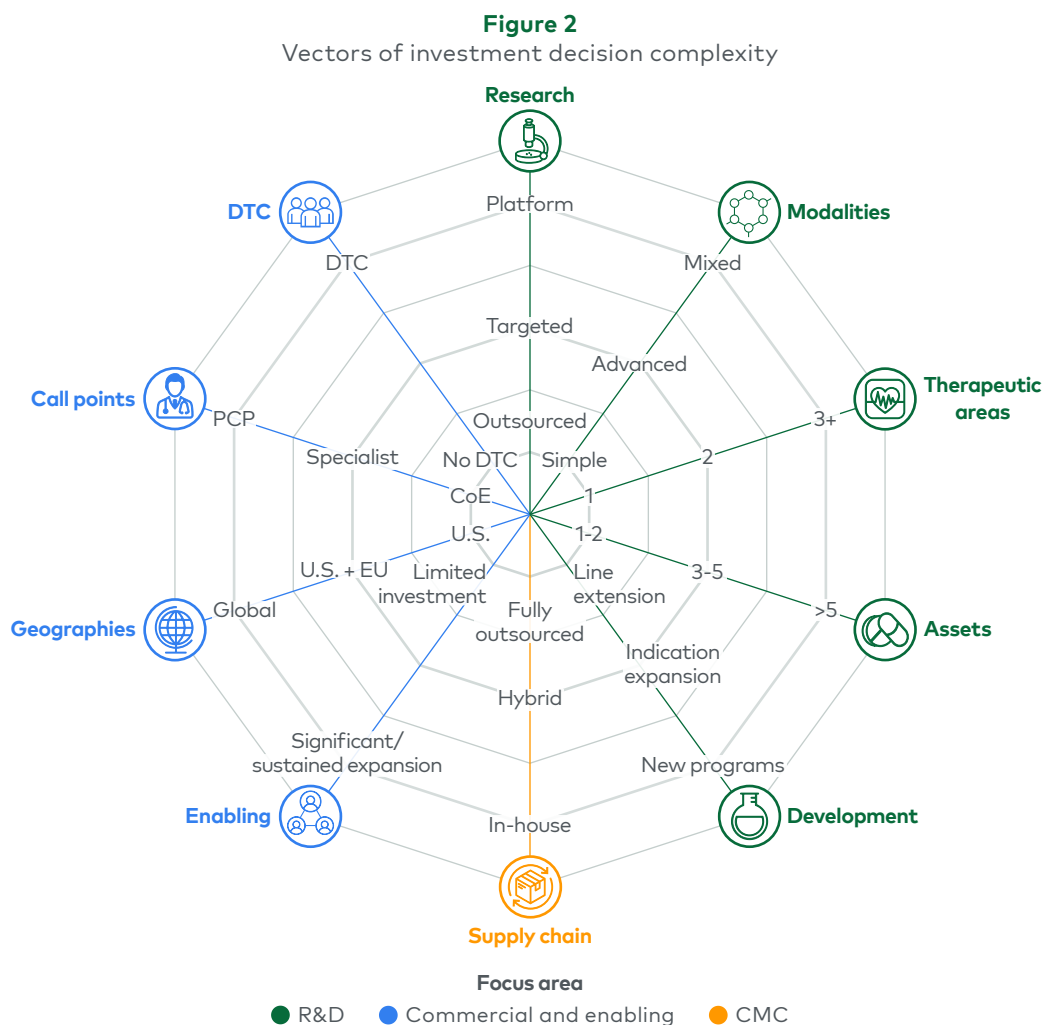 Figure 2
Vectors of investment decision complexity
Research
DTC
Modalities
Platform
DTC
Mixed
Targeted
Advanced
Call points
Therapeutic
areas
PCP
3+
Outsourced
Specialist
No DTC
Simple
2
CoE
1
U.S.
1-2
U.S. + EU
Limited
investment
Line
extension
3-5
Fully
outsourced
Geographies
Global
>5
Assets
Indication
expansion
Hybrid
Significant/
sustained expansion
New programs
Enabling
In-house
Development
Supply chain
Focus area
R&D
Commercial and enabling
CMC